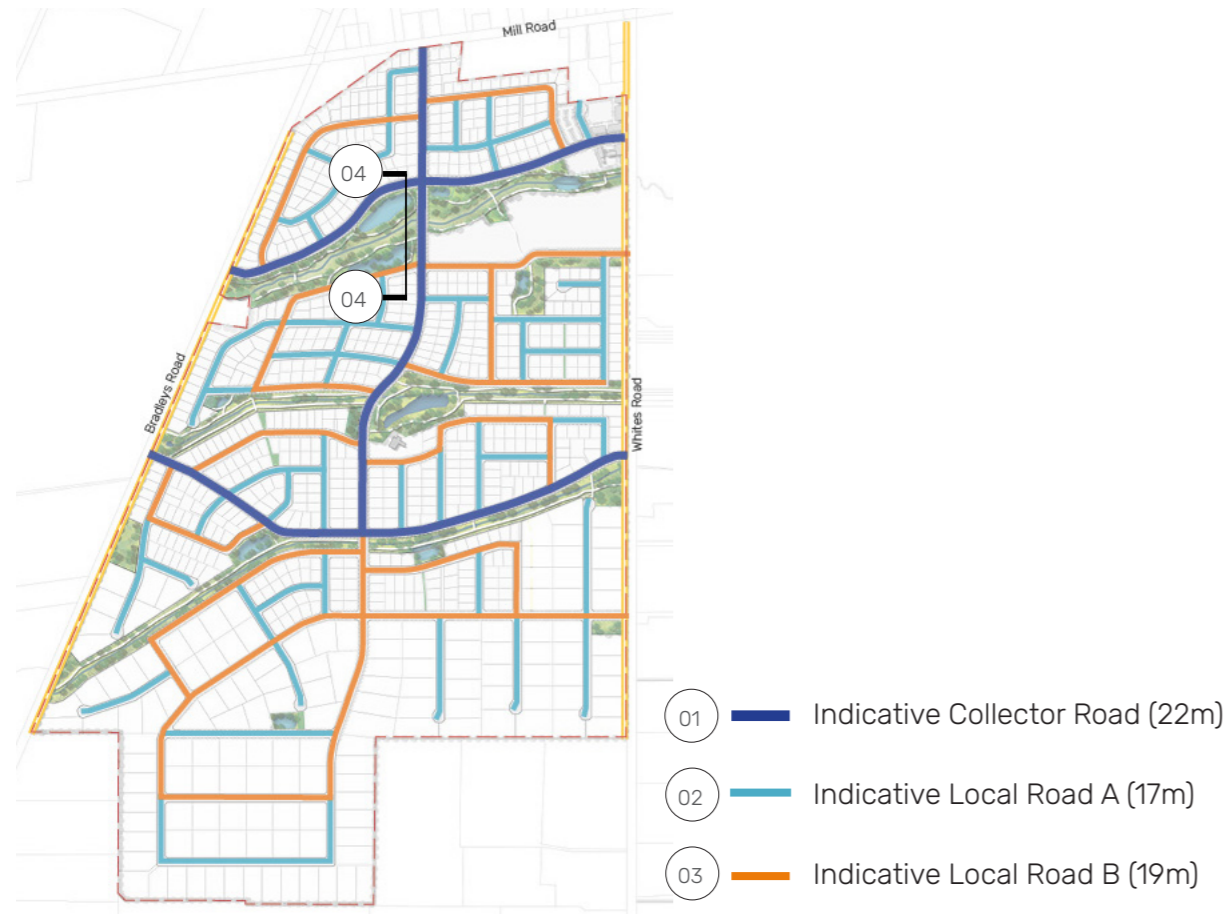 Mill Road
04
04
Bradleys Road
Whites Road
01 Indicative Collector Road (22m)
02 Indicative Local Road A (17m)
03 Indicative Local Road B (19m)